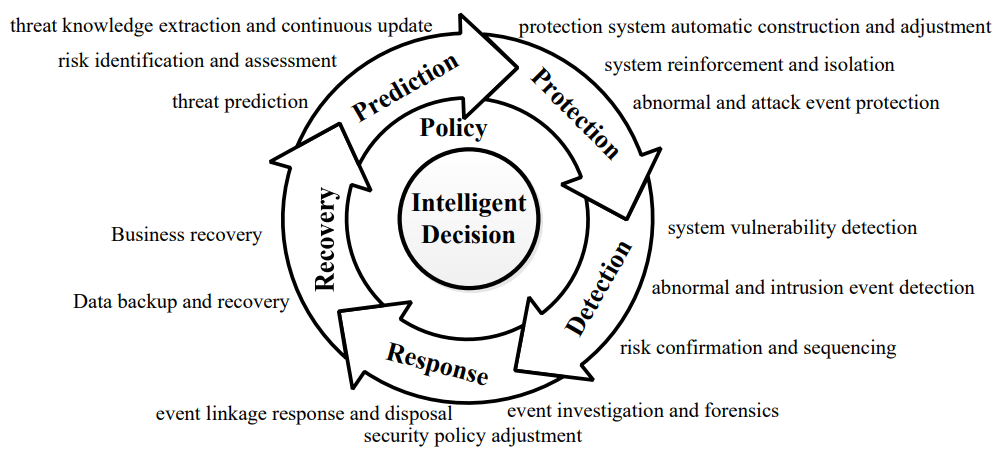 threat knowledge extraction and continuous update
protection system automatic construction and adjustment
risk identification and assessment
system reinforcement and isolation
threat prediction
abnormal and attack event protection
Prediction
Protection
Policy
Intelligent
Decision
Recovery
Detection
Response
Business recovery
system vulnerability detection
Data backup and recovery
abnormal and intrusion event detection
risk confirmation and sequencing
event linkage response and disposal
event investigation and forensics
security policy adjustment